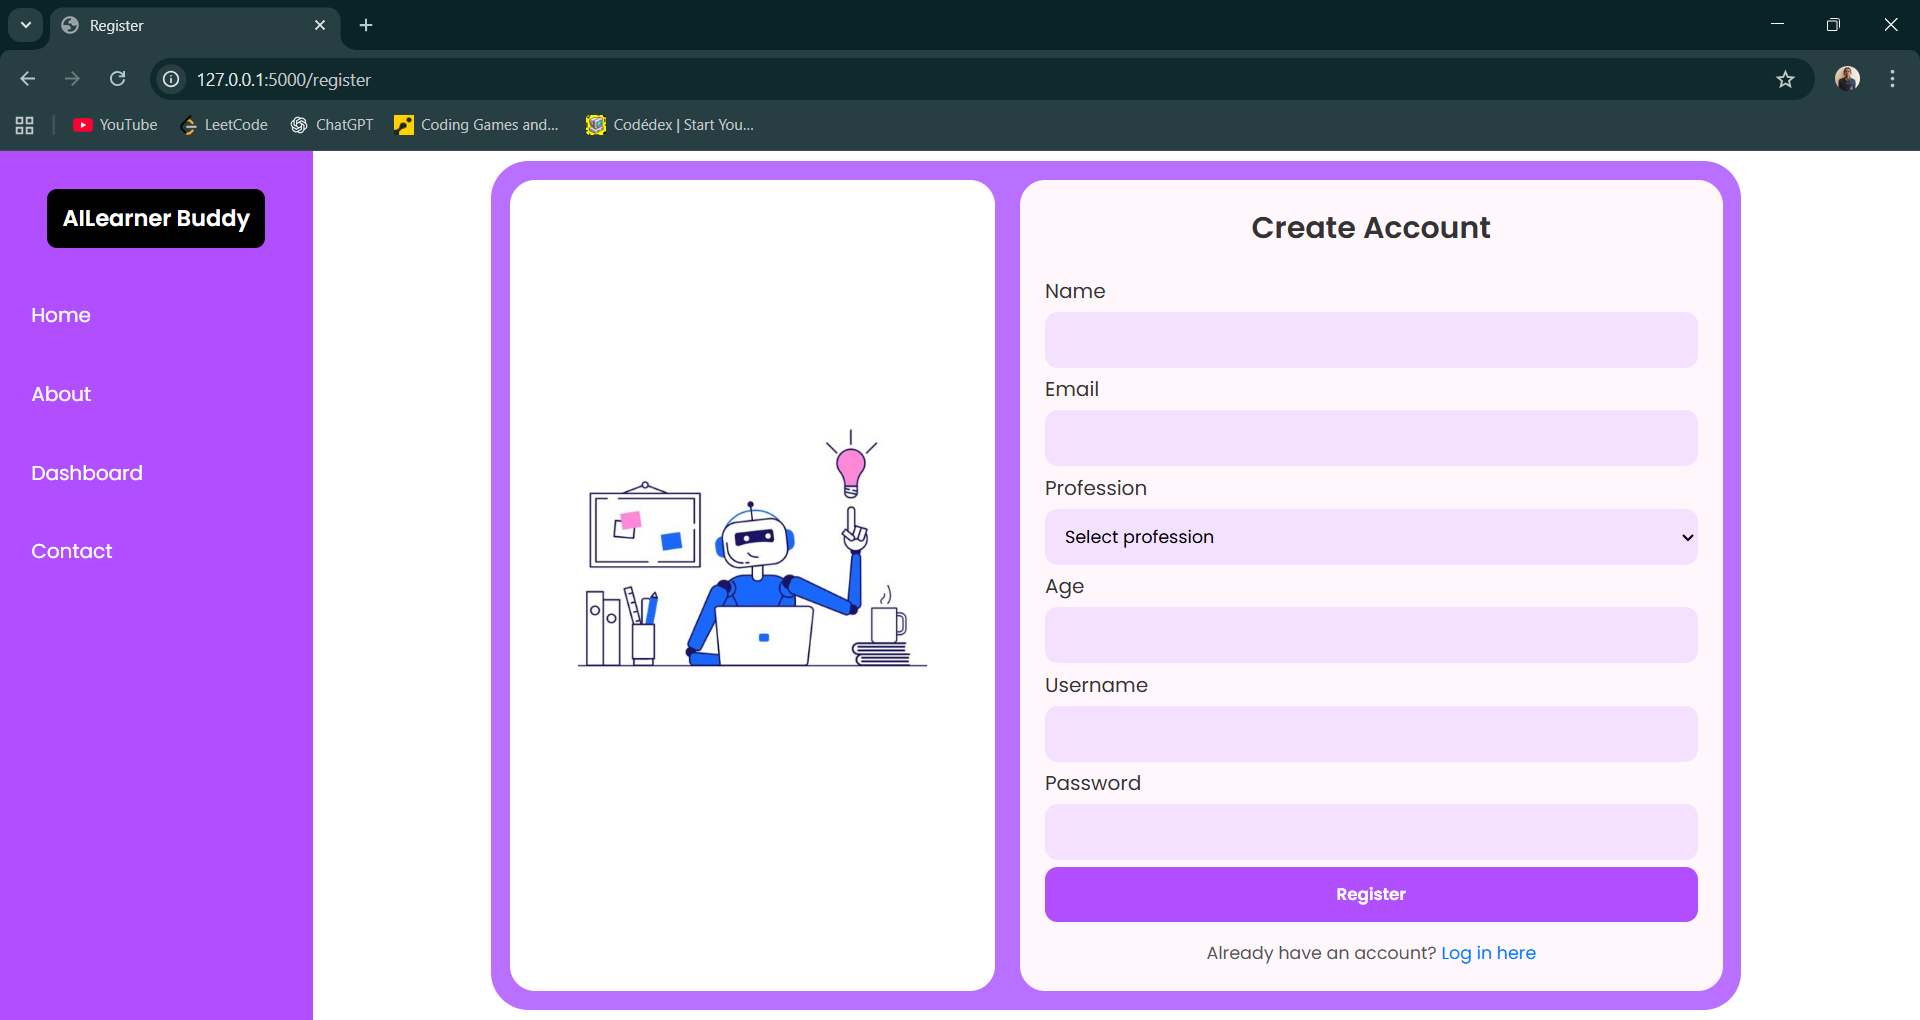 Register
127.0.0.1:5000/register
YouTube
LeetCode
ChatGPT
Coding Games and...
Codédex | Start You...
AILearner Buddy
Home
About
Dashboard
Contact
Create Account
Name
Email
Profession
Select profession
Age
Username
Password
Register
Already have an account? Log in here